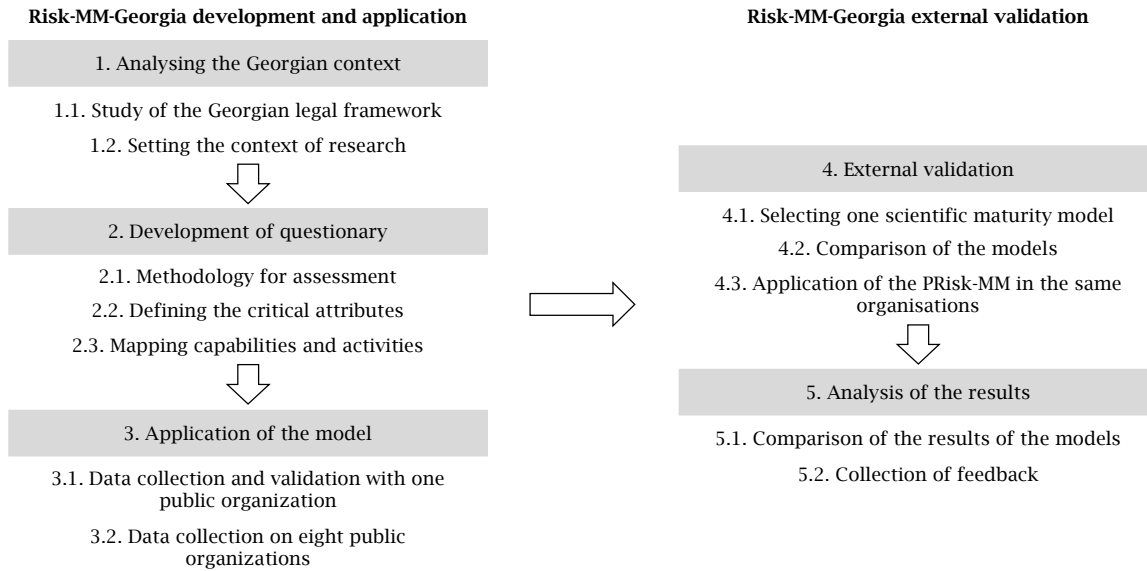 Risk-MM-Georgia development and application
1. Analysing the Georgian context
1.1. Study of the Georgian legal framework
1.2. Setting the context of research
2. Development of questionary
2.1. Methodology for assessment
2.2. Defining the critical attributes
2.3. Mapping capabilities and activities
3. Application of the model
3.1. Data collection and validation with one
public organization
3.2. Data collection on eight public
organizations
Risk-MM-Georgia external validation
4. External validation
4.1. Selecting one scientific maturity model
4.2. Comparison of the models
4.3. Application of the PRisk-MM in the same
organisations
5. Analysis of the results
5.1. Comparison of the results of the models
5.2. Collection of feedback